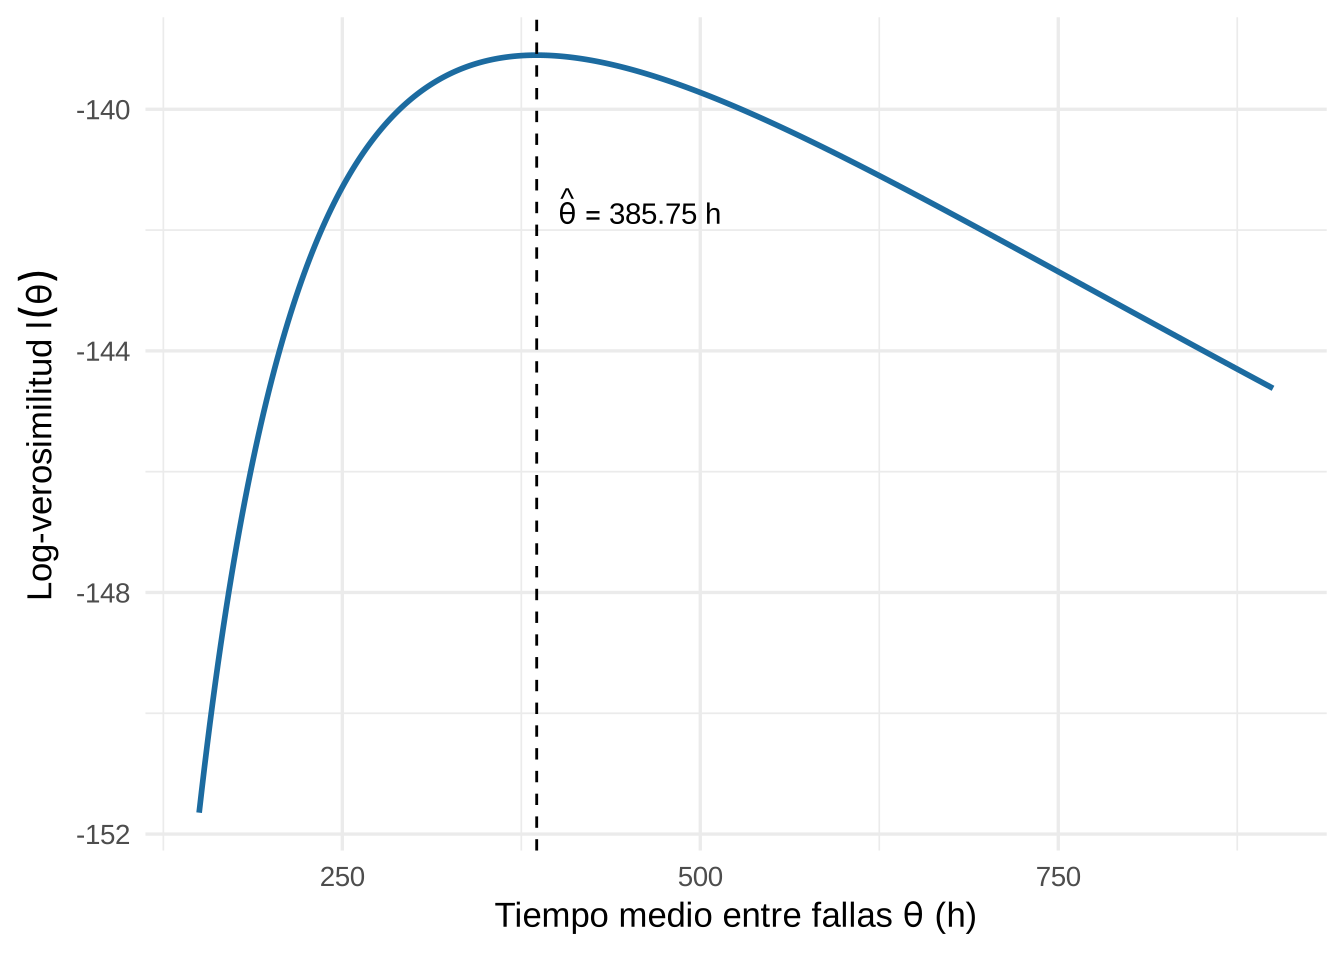 -140
-144
-148
-152
Log-verosimilitud l(θ)
θ̂ = 385.75 h
250 500 750
Tiempo medio entre fallas θ (h)